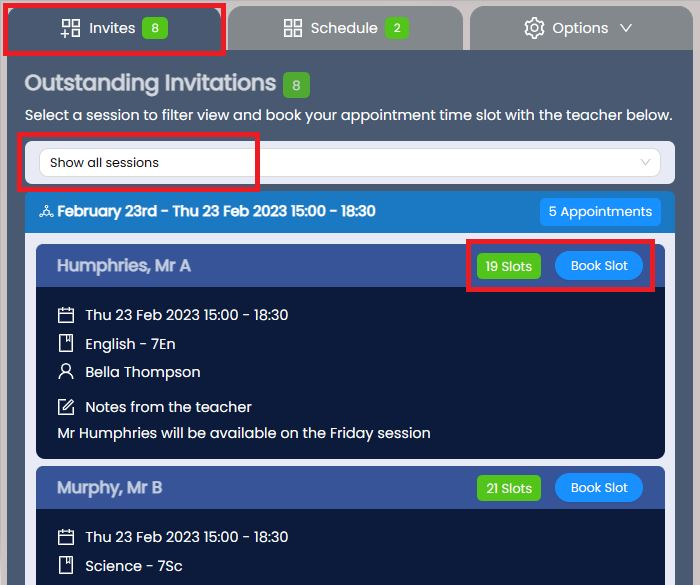 Invites 8
Schedule 2
Options
Outstanding Invitations 8
Select a session to filter view and book your appointment time slot with the teacher below.
Show all sessions
February 23rd - Thu 23 Feb 2023 15:00 - 18:30
5 Appointments
Humphries, Mr A
19 Slots
Book Slot
Thu 23 Feb 2023 15:00 - 18:30
English - 7En
Bella Thompson
Notes from the teacher
Mr Humphries will be available on the Friday session
Murphy, Mr B
21 Slots
Book Slot
Thu 23 Feb 2023 15:00 - 18:30
Science - 7Sc